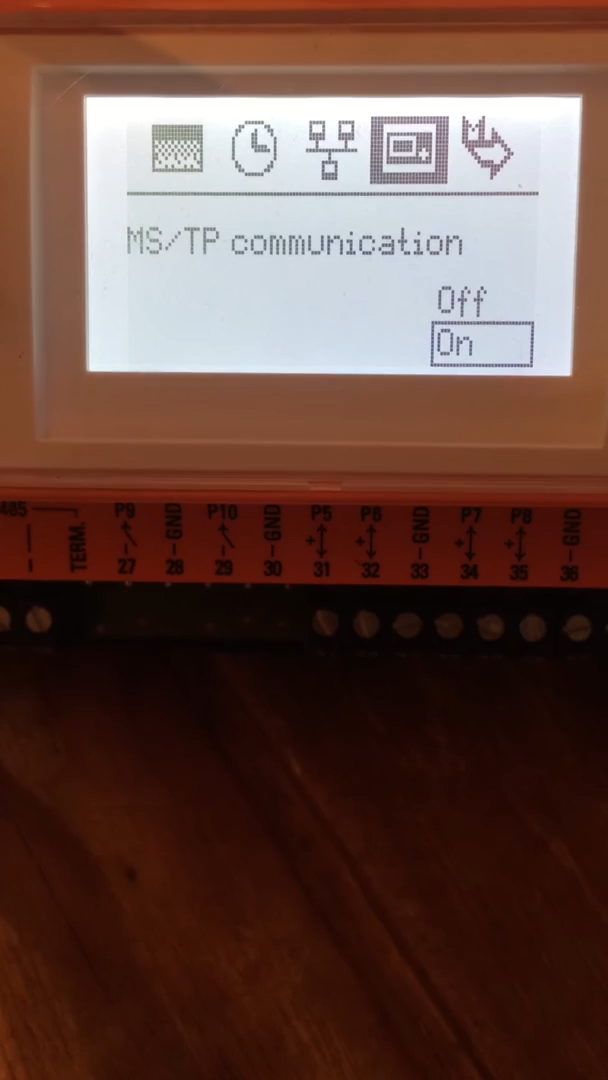 MS/TP communication
Off
On
485 P9 GND P10 GND P5 P6 GND P7 P8 GND
TERM.
27 28 29 30 31 32 33 34 35 36